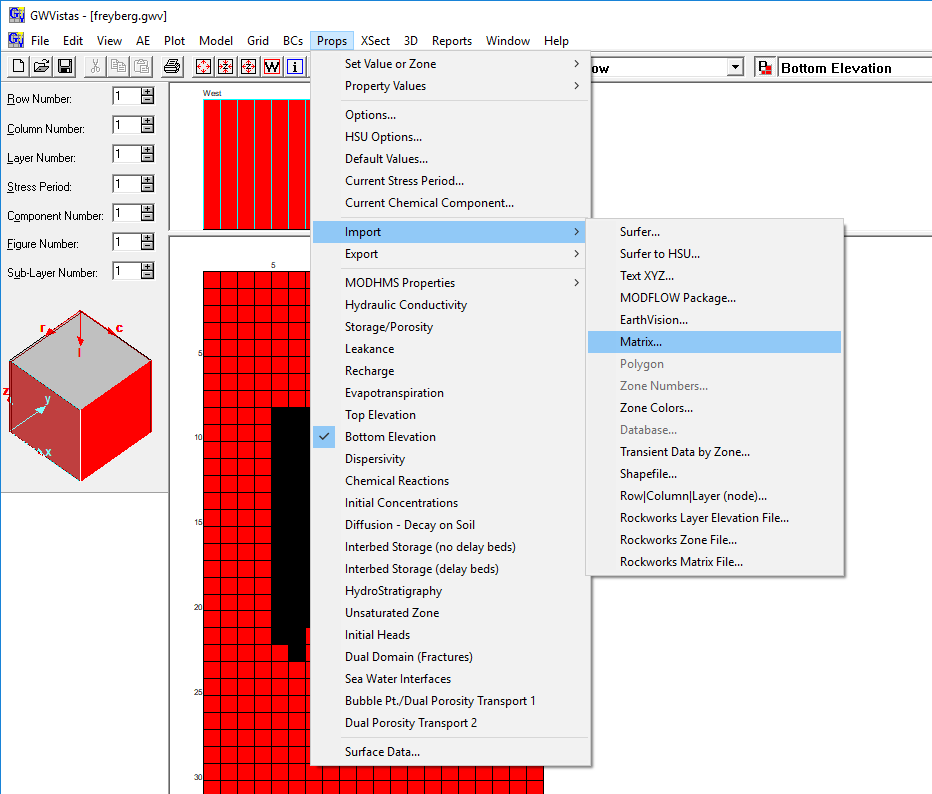 GWVistas - [freyberg.gwv]
File Edit View AE Plot Model Grid BCs Props XSect 3D Reports Window Help
W i ow Bottom Elevation
Row Number: 1
Column Number: 1
Layer Number: 1
Stress Period: 1
Component Number: 1
Figure Number: 1
Sub-Layer Number: 1
r c
l
z
y
x
West
5
5
10
15
20
25
30
Set Value or Zone
Property Values
Options...
HSU Options...
Default Values...
Current Stress Period...
Current Chemical Component...
Import
Export
MODHMS Properties
Hydraulic Conductivity
Storage/Porosity
Leakance
Recharge
Evapotranspiration
Top Elevation
Bottom Elevation
Dispersivity
Chemical Reactions
Initial Concentrations
Diffusion - Decay on Soil
Interbed Storage (no delay beds)
Interbed Storage (delay beds)
HydroStratigraphy
Unsaturated Zone
Initial Heads
Dual Domain (Fractures)
Sea Water Interfaces
Bubble Pt./Dual Porosity Transport 1
Dual Porosity Transport 2
Surface Data...
Surfer...
Surfer to HSU...
Text XYZ...
MODFLOW Package...
EarthVision...
Matrix...
Polygon
Zone Numbers...
Zone Colors...
Database...
Transient Data by Zone...
Shapefile...
Row|Column|Layer (node)...
Rockworks Layer Elevation File...
Rockworks Zone File...
Rockworks Matrix File...